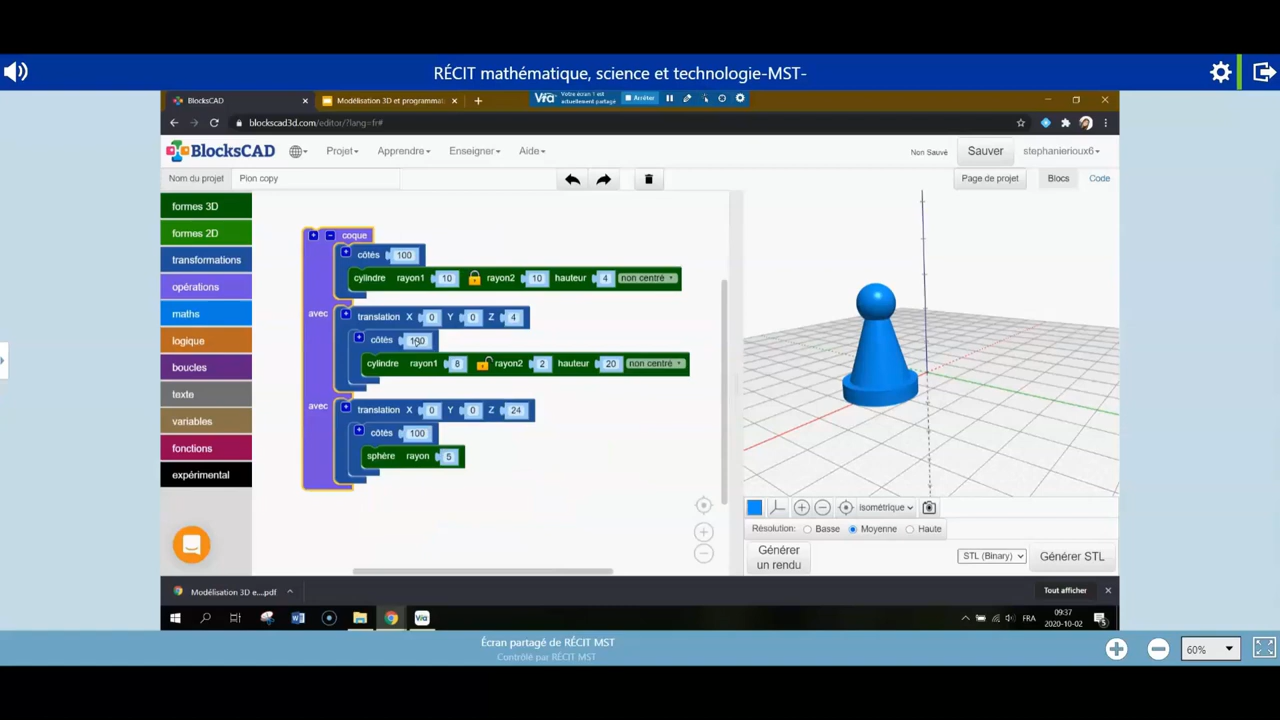 RÉCIT mathématique, science et technologie-MST-
BlocksCAD
Modélisation 3D et programmat
Via
Votre écran 1 est actuellement partagé
Arrêter
blockscad3d.com/editor/?lang=fr#
BlocksCAD
Projet
Apprendre
Enseigner
Aide
Non Sauvé
Sauver
stephanierioux6
Nom du projet
Pion copy
Page de projet
Blocs
Code
formes 3D
formes 2D
transformations
opérations
maths
logique
boucles
texte
variables
fonctions
expérimental
coque
côtés 100
cylindre rayon1 10 rayon2 10 hauteur 4 non centré
avec translation X 0 Y 0 Z 4
côtés 100
cylindre rayon1 8 rayon2 2 hauteur 20 non centré
avec translation X 0 Y 0 Z 24
côtés 100
sphère rayon 5
isométrique
Résolution: Basse Moyenne Haute
Générer un rendu
STL (Binary)
Générer STL
Modélisation 3D e....pdf
Tout afficher
Via
FRA
09:37
2020-10-02
5
Écran partagé de RÉCIT MST
Contrôlé par RÉCIT MST
60%